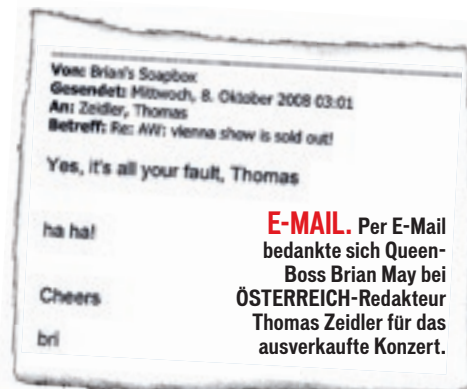 Von: Brian's Soapbox
Gesendet: Mittwoch, 8. Oktober 2008 03:01
An: Zeidler, Thomas
Betreff: Re: AW: vienna show is sold out!
Yes, it's all your fault, Thomas
ha ha!
Cheers
bri
E-MAIL. Per E-Mail
bedankte sich Queen-
Boss Brian May bei
ÖSTERREICH-Redakteur
Thomas Zeidler für das
ausverkaufte Konzert.